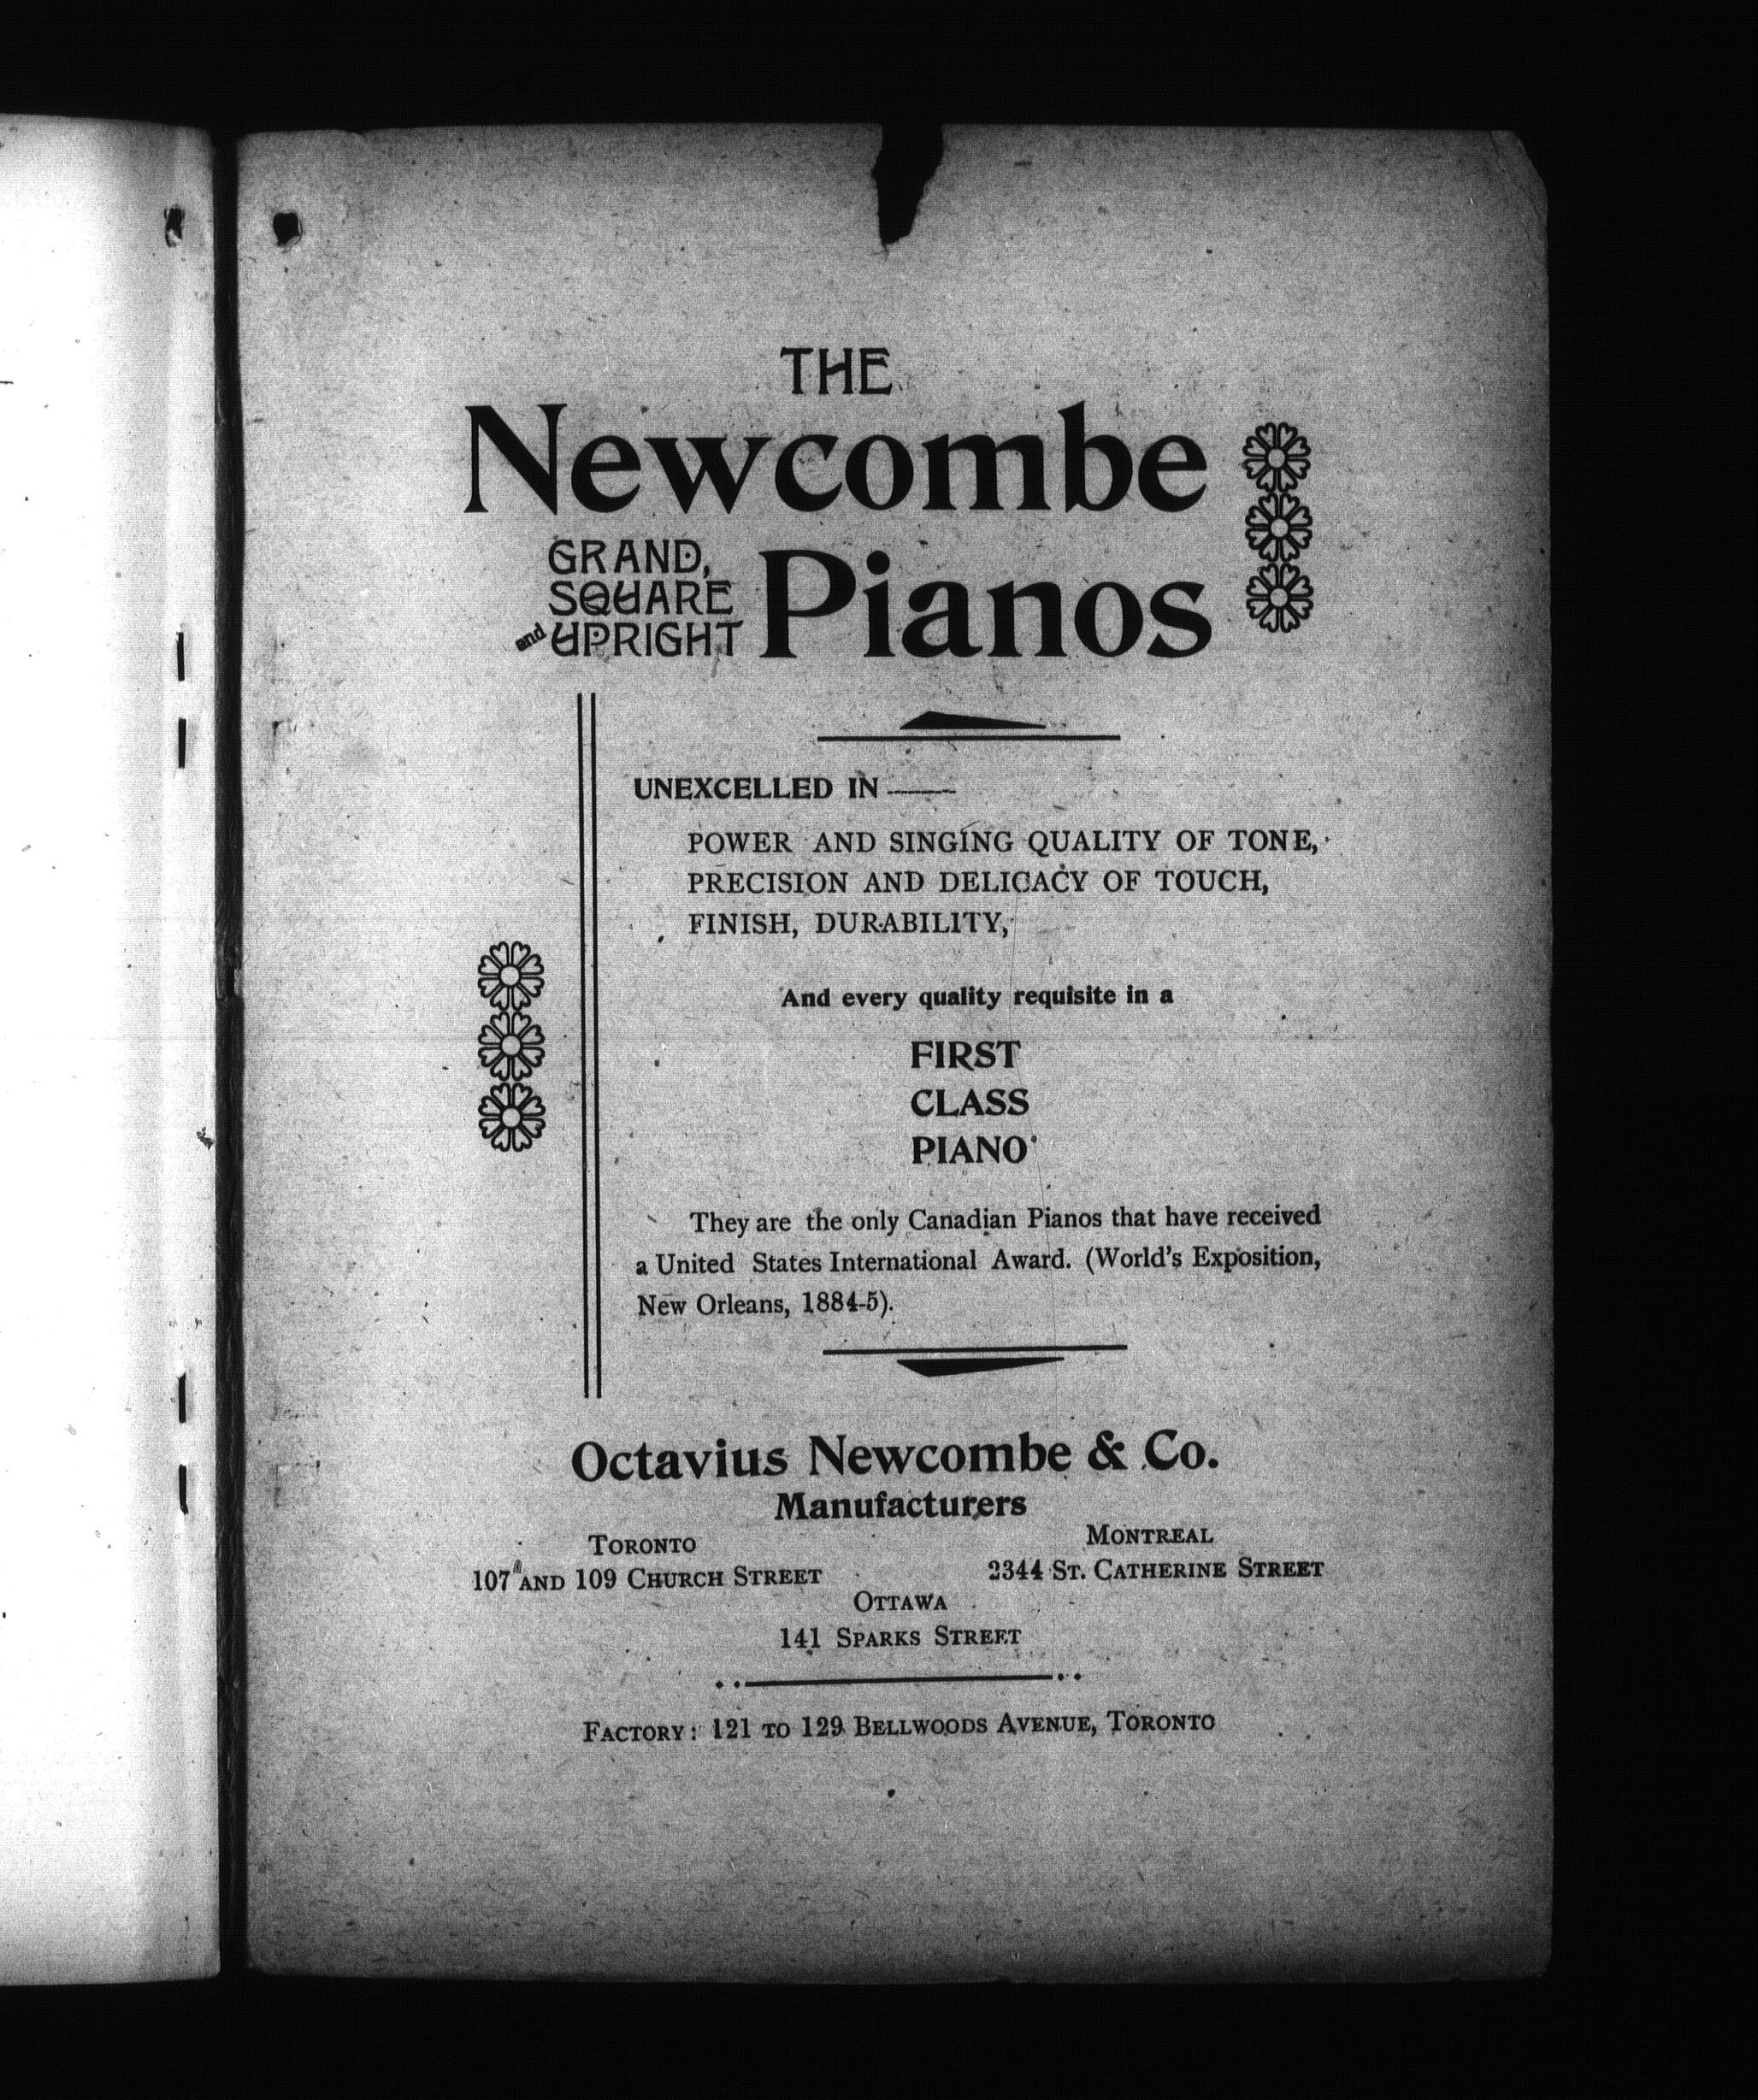 THE
Newcombe
GRAND,
SQUARE
and UPRIGHT
Pianos
UNEXCELLED IN ——
POWER AND SINGING QUALITY OF TONE,
PRECISION AND DELICACY OF TOUCH,
FINISH, DURABILITY,
And every quality requisite in a
FIRST
CLASS
PIANO
They are the only Canadian Pianos that have received
a United States International Award. (World's Exposition,
New Orleans, 1884-5).
Octavius Newcombe & Co.
Manufacturers
TORONTO
107 AND 109 CHURCH STREET
MONTREAL
2344 ST. CATHERINE STREET
OTTAWA
141 SPARKS STREET
FACTORY: 121 TO 129 BELLWOODS AVENUE, TORONTO